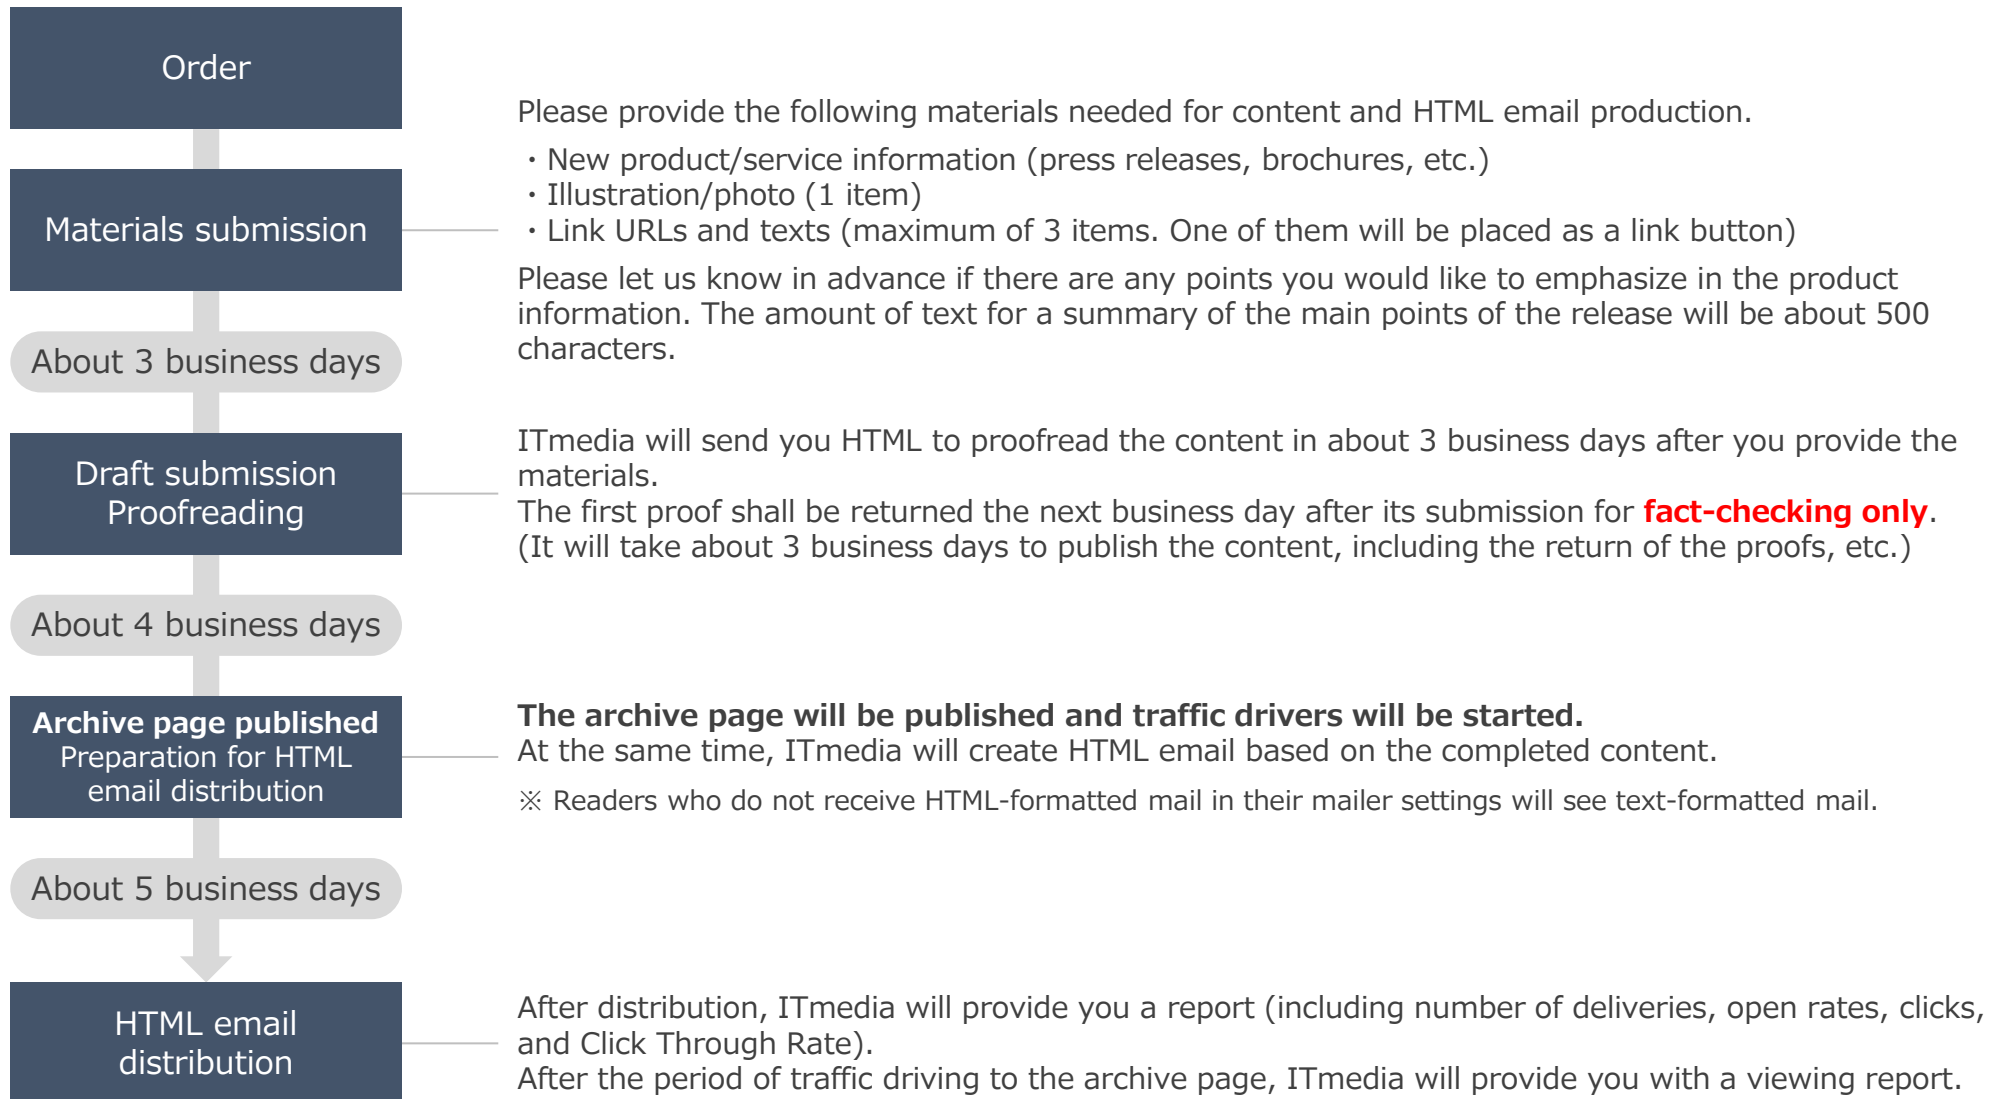 Order
Please provide the following materials needed for content and HTML email production.
・New product/service information (press releases, brochures, etc.)
・Illustration/photo (1 item)
Materials submission
・Link URLs and texts (maximum of 3 items. One of them will be placed as a link button)
Please let us know in advance if there are any points you would like to emphasize in the product
information. The amount of text for a summary of the main points of the release will be about 500
characters.
About 3 business days
Draft submission
Proofreading
ITmedia will send you HTML to proofread the content in about 3 business days after you provide the
materials.
The first proof shall be returned the next business day after its submission for fact-checking only.
(It will take about 3 business days to publish the content, including the return of the proofs, etc.)
About 4 business days
Archive page published
Preparation for HTML
email distribution
The archive page will be published and traffic drivers will be started.
At the same time, ITmedia will create HTML email based on the completed content.
※ Readers who do not receive HTML-formatted mail in their mailer settings will see text-formatted mail.
About 5 business days
HTML email
distribution
After distribution, ITmedia will provide you a report (including number of deliveries, open rates, clicks,
and Click Through Rate).
After the period of traffic driving to the archive page, ITmedia will provide you with a viewing report.